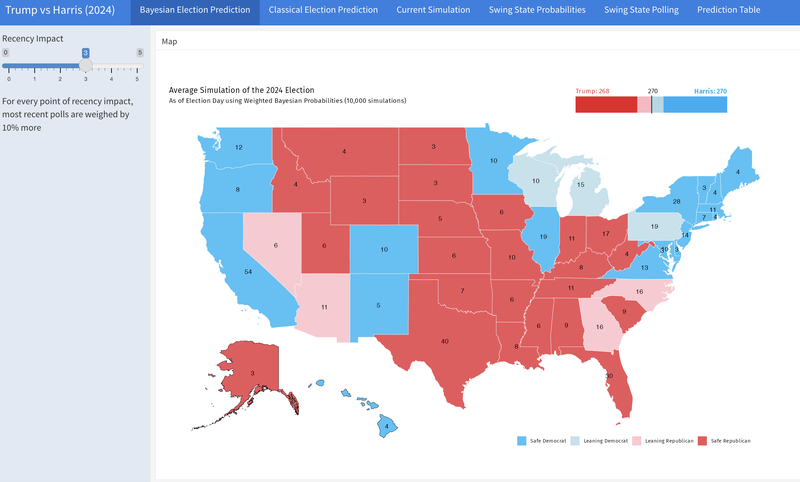 Trump vs Harris (2024)
Bayesian Election Prediction
Classical Election Prediction
Current Simulation
Swing State Probabilities
Swing State Polling
Prediction Table
Recency Impact
0 3 5
0 1 2 3 4 5
For every point of recency impact,
most recent polls are weighed by
10% more
Map
Average Simulation of the 2024 Election
As of Election Day using Weighted Bayesian Probabilities (10,000 simulations)
Trump: 268 270 Harris: 270
12 4 3 10 4
8 4 3 10 15 3 4
3 28 11
5 6 7 4
6 6 19 11 17 19 14
10 6 10 4 3
54 8 13
11 5 7 11 16
6 9
40 6 9 16
8
3 30
4
Safe Democrat Leaning Democrat Leaning Republican Safe Republican